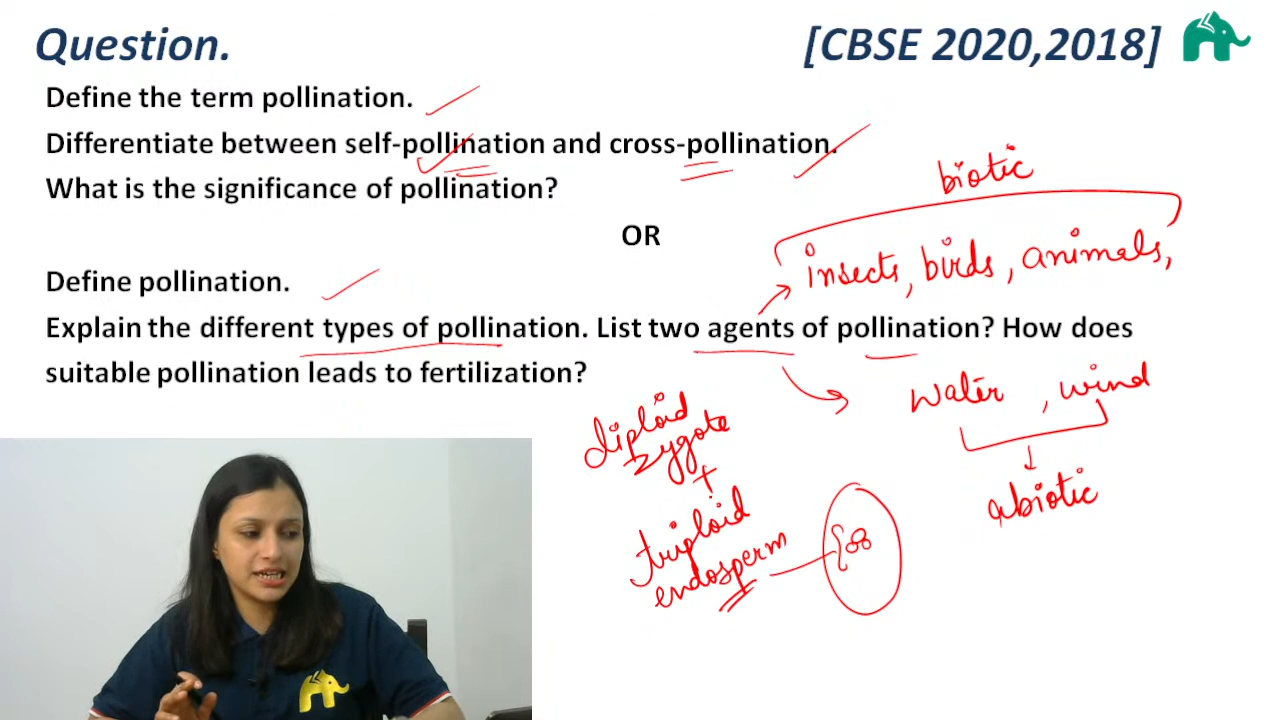 Question.
[CBSE 2020,2018]
Define the term pollination.
Differentiate between self-pollination and cross-pollination.
What is the significance of pollination?
OR
Define pollination.
Explain the different types of pollination. List two agents of pollination? How does
suitable pollination leads to fertilization?
biotic
insects, birds, animals,
water, wind
abiotic
diploid
zygote
+
triploid
endosperm